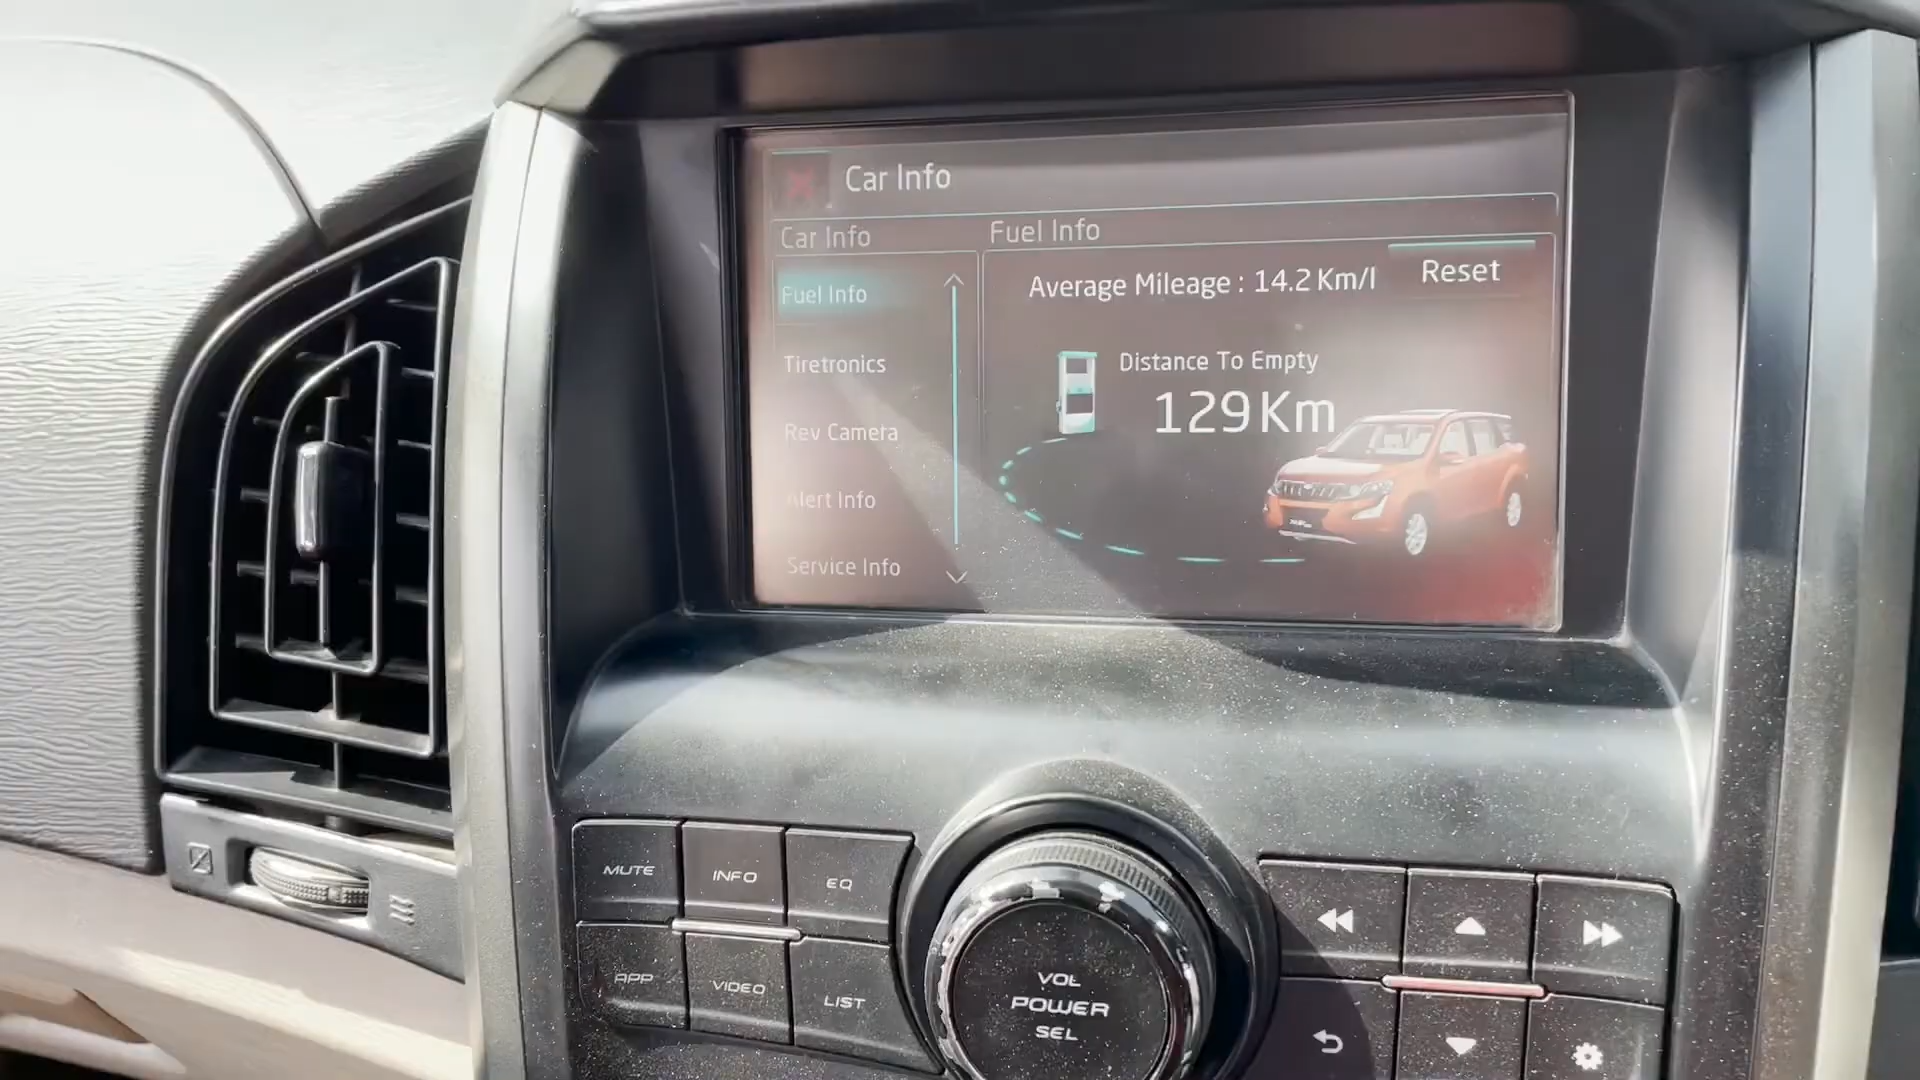 Car Info
Car Info
Fuel Info
Fuel Info
Tiretronics
Rev Camera
Alert Info
Service Info
Average Mileage : 14.2 Km/l
Reset
Distance To Empty
129Km
MUTE
INFO
EQ
APP
VIDEO
LIST
VOL
POWER
SEL